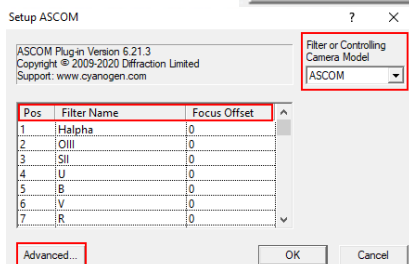 Setup ASCOM ? X
ASCOM Plug-in Version 6.21.3
Copyright © 2009-2020 Diffraction Limited
Support: www.cyanogen.com
Filter or Controlling
Camera Model
ASCOM
Pos Filter Name Focus Offset
1 Halpha 0
2 OIII 0
3 SII 0
4 U 0
5 B 0
6 V 0
7 R 0
Advanced... OK Cancel